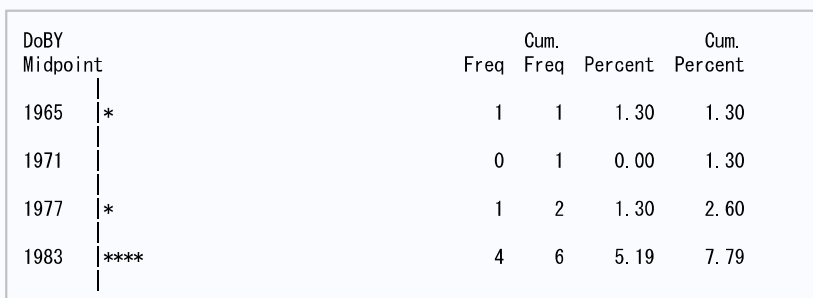 DoBY Cum. Cum.
Midpoint Freq Freq Percent Percent
1965 |* 1 1 1.30 1.30
1971 | 0 1 0.00 1.30
1977 |* 1 2 1.30 2.60
1983 |**** 4 6 5.19 7.79